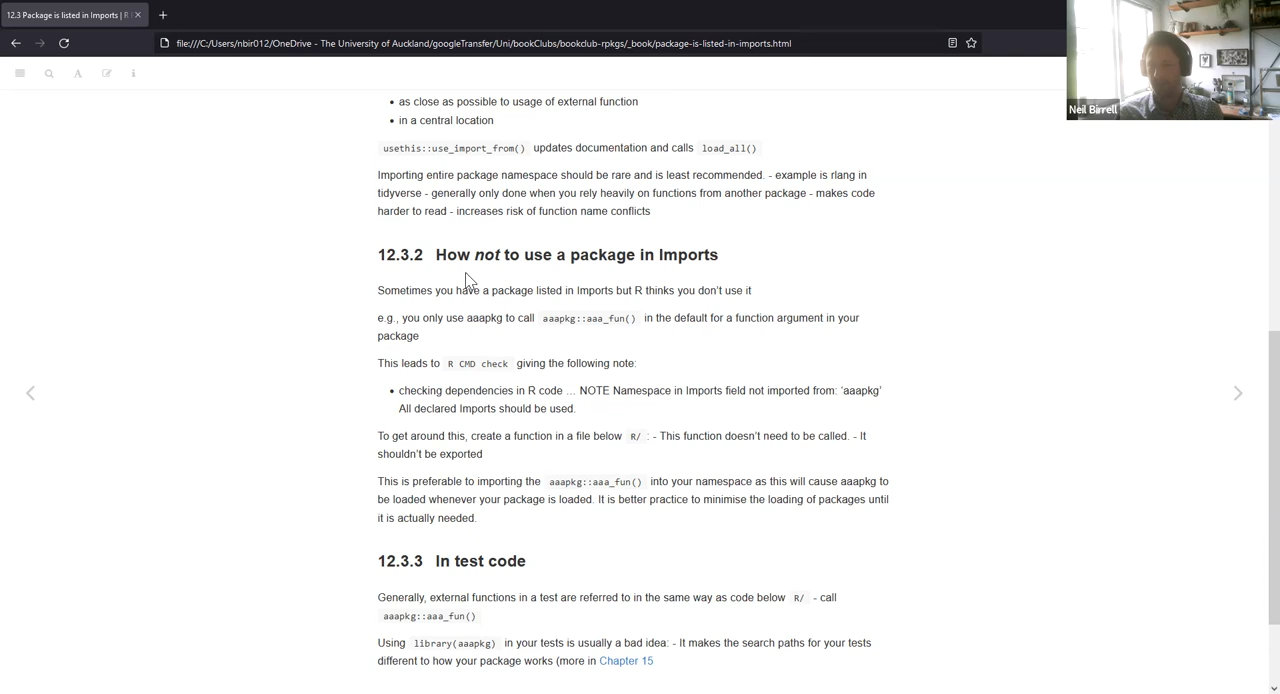 12.3 Package is listed in Imports | R
file:///C:/Users/nbir012/OneDrive - The University of Auckland/googleTransfer/Uni/bookClubs/bookclub-rpkgs/_book/package-is-listed-in-imports.html
Neil Birrell
• as close as possible to usage of external function
• in a central location
usethis::use_import_from() updates documentation and calls load_all()
Importing entire package namespace should be rare and is least recommended. - example is rlang in
tidyverse - generally only done when you rely heavily on functions from another package - makes code
harder to read - increases risk of function name conflicts
12.3.2 How not to use a package in Imports
Sometimes you have a package listed in Imports but R thinks you don't use it
e.g., you only use aaapkg to call aaapkg::aaa_fun() in the default for a function argument in your
package
This leads to R CMD check giving the following note:
• checking dependencies in R code … NOTE Namespace in Imports field not imported from: 'aaapkg'
All declared Imports should be used.
To get around this, create a function in a file below R/ : - This function doesn't need to be called. - It
shouldn't be exported
This is preferable to importing the aaapkg::aaa_fun() into your namespace as this will cause aaapkg to
be loaded whenever your package is loaded. It is better practice to minimise the loading of packages until
it is actually needed.
12.3.3 In test code
Generally, external functions in a test are referred to in the same way as code below R/ - call
aaapkg::aaa_fun()
Using library(aaapkg) in your tests is usually a bad idea: - It makes the search paths for your tests
different to how your package works (more in Chapter 15